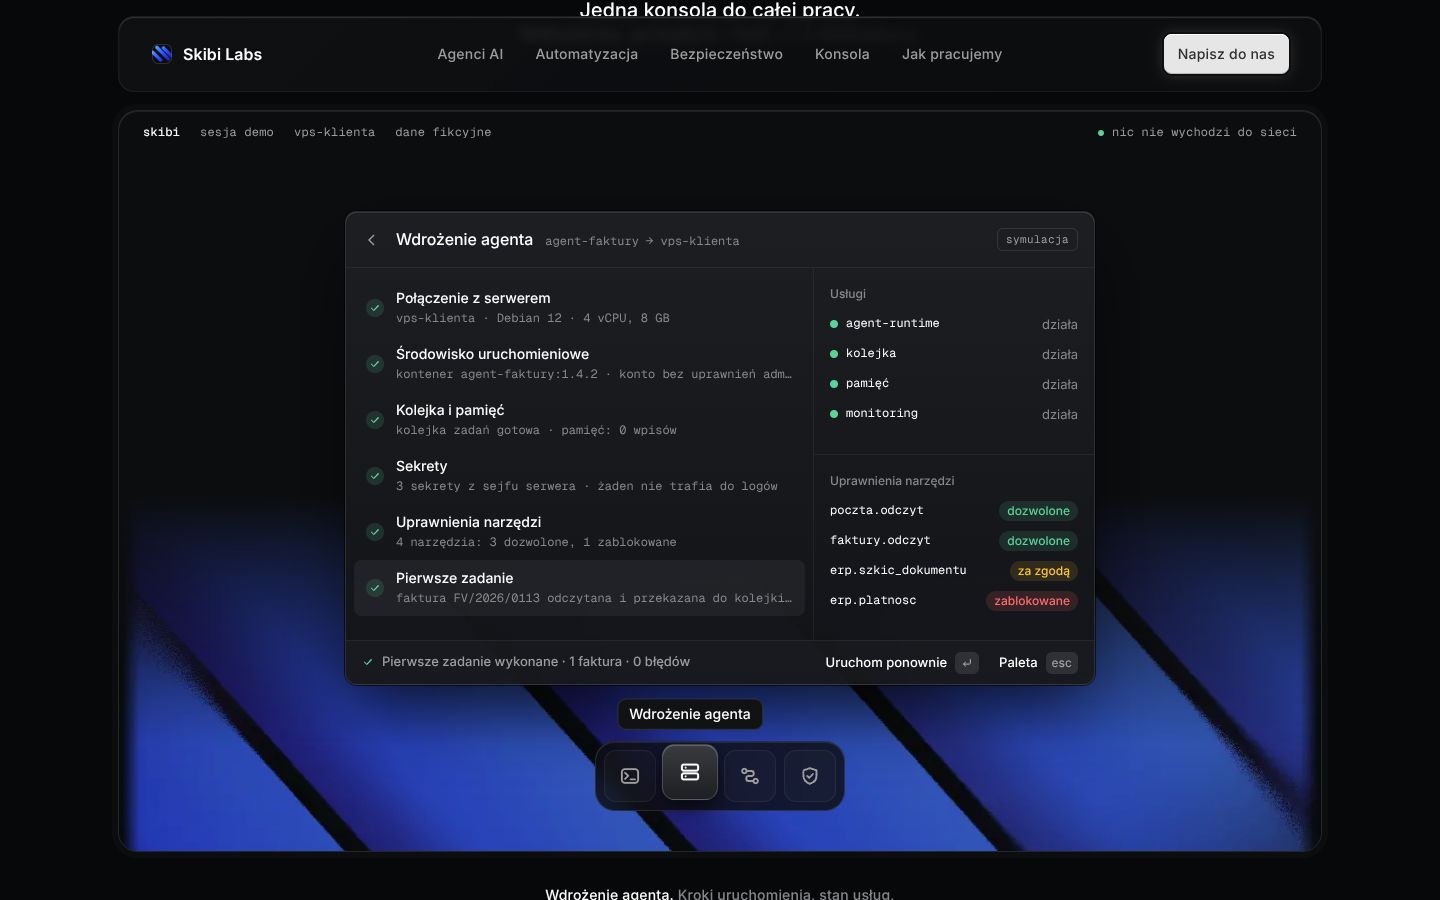 Jedna konsola do całej pracy.
Skibi Labs
Agenci AI
Automatyzacja
Bezpieczeństwo
Konsola
Jak pracujemy
Napisz do nas
skibi sesja demo vps-klienta dane fikcyjne
nic nie wychodzi do sieci
Wdrożenie agenta agent-faktury → vps-klienta
symulacja
Połączenie z serwerem
vps-klienta · Debian 12 · 4 vCPU, 8 GB
Środowisko uruchomieniowe
kontener agent-faktury:1.4.2 · konto bez uprawnień adm…
Kolejka i pamięć
kolejka zadań gotowa · pamięć: 0 wpisów
Sekrety
3 sekrety z sejfu serwera · żaden nie trafia do logów
Uprawnienia narzędzi
4 narzędzia: 3 dozwolone, 1 zablokowane
Pierwsze zadanie
faktura FV/2026/0113 odczytana i przekazana do kolejki…
Usługi
agent-runtime działa
kolejka działa
pamięć działa
monitoring działa
Uprawnienia narzędzi
poczta.odczyt dozwolone
faktury.odczyt dozwolone
erp.szkic_dokumentu za zgodą
erp.platnosc zablokowane
Pierwsze zadanie wykonane · 1 faktura · 0 błędów
Uruchom ponownie ↵ Paleta esc
Wdrożenie agenta
Wdrożenie agenta. Kroki uruchomienia, stan usług,